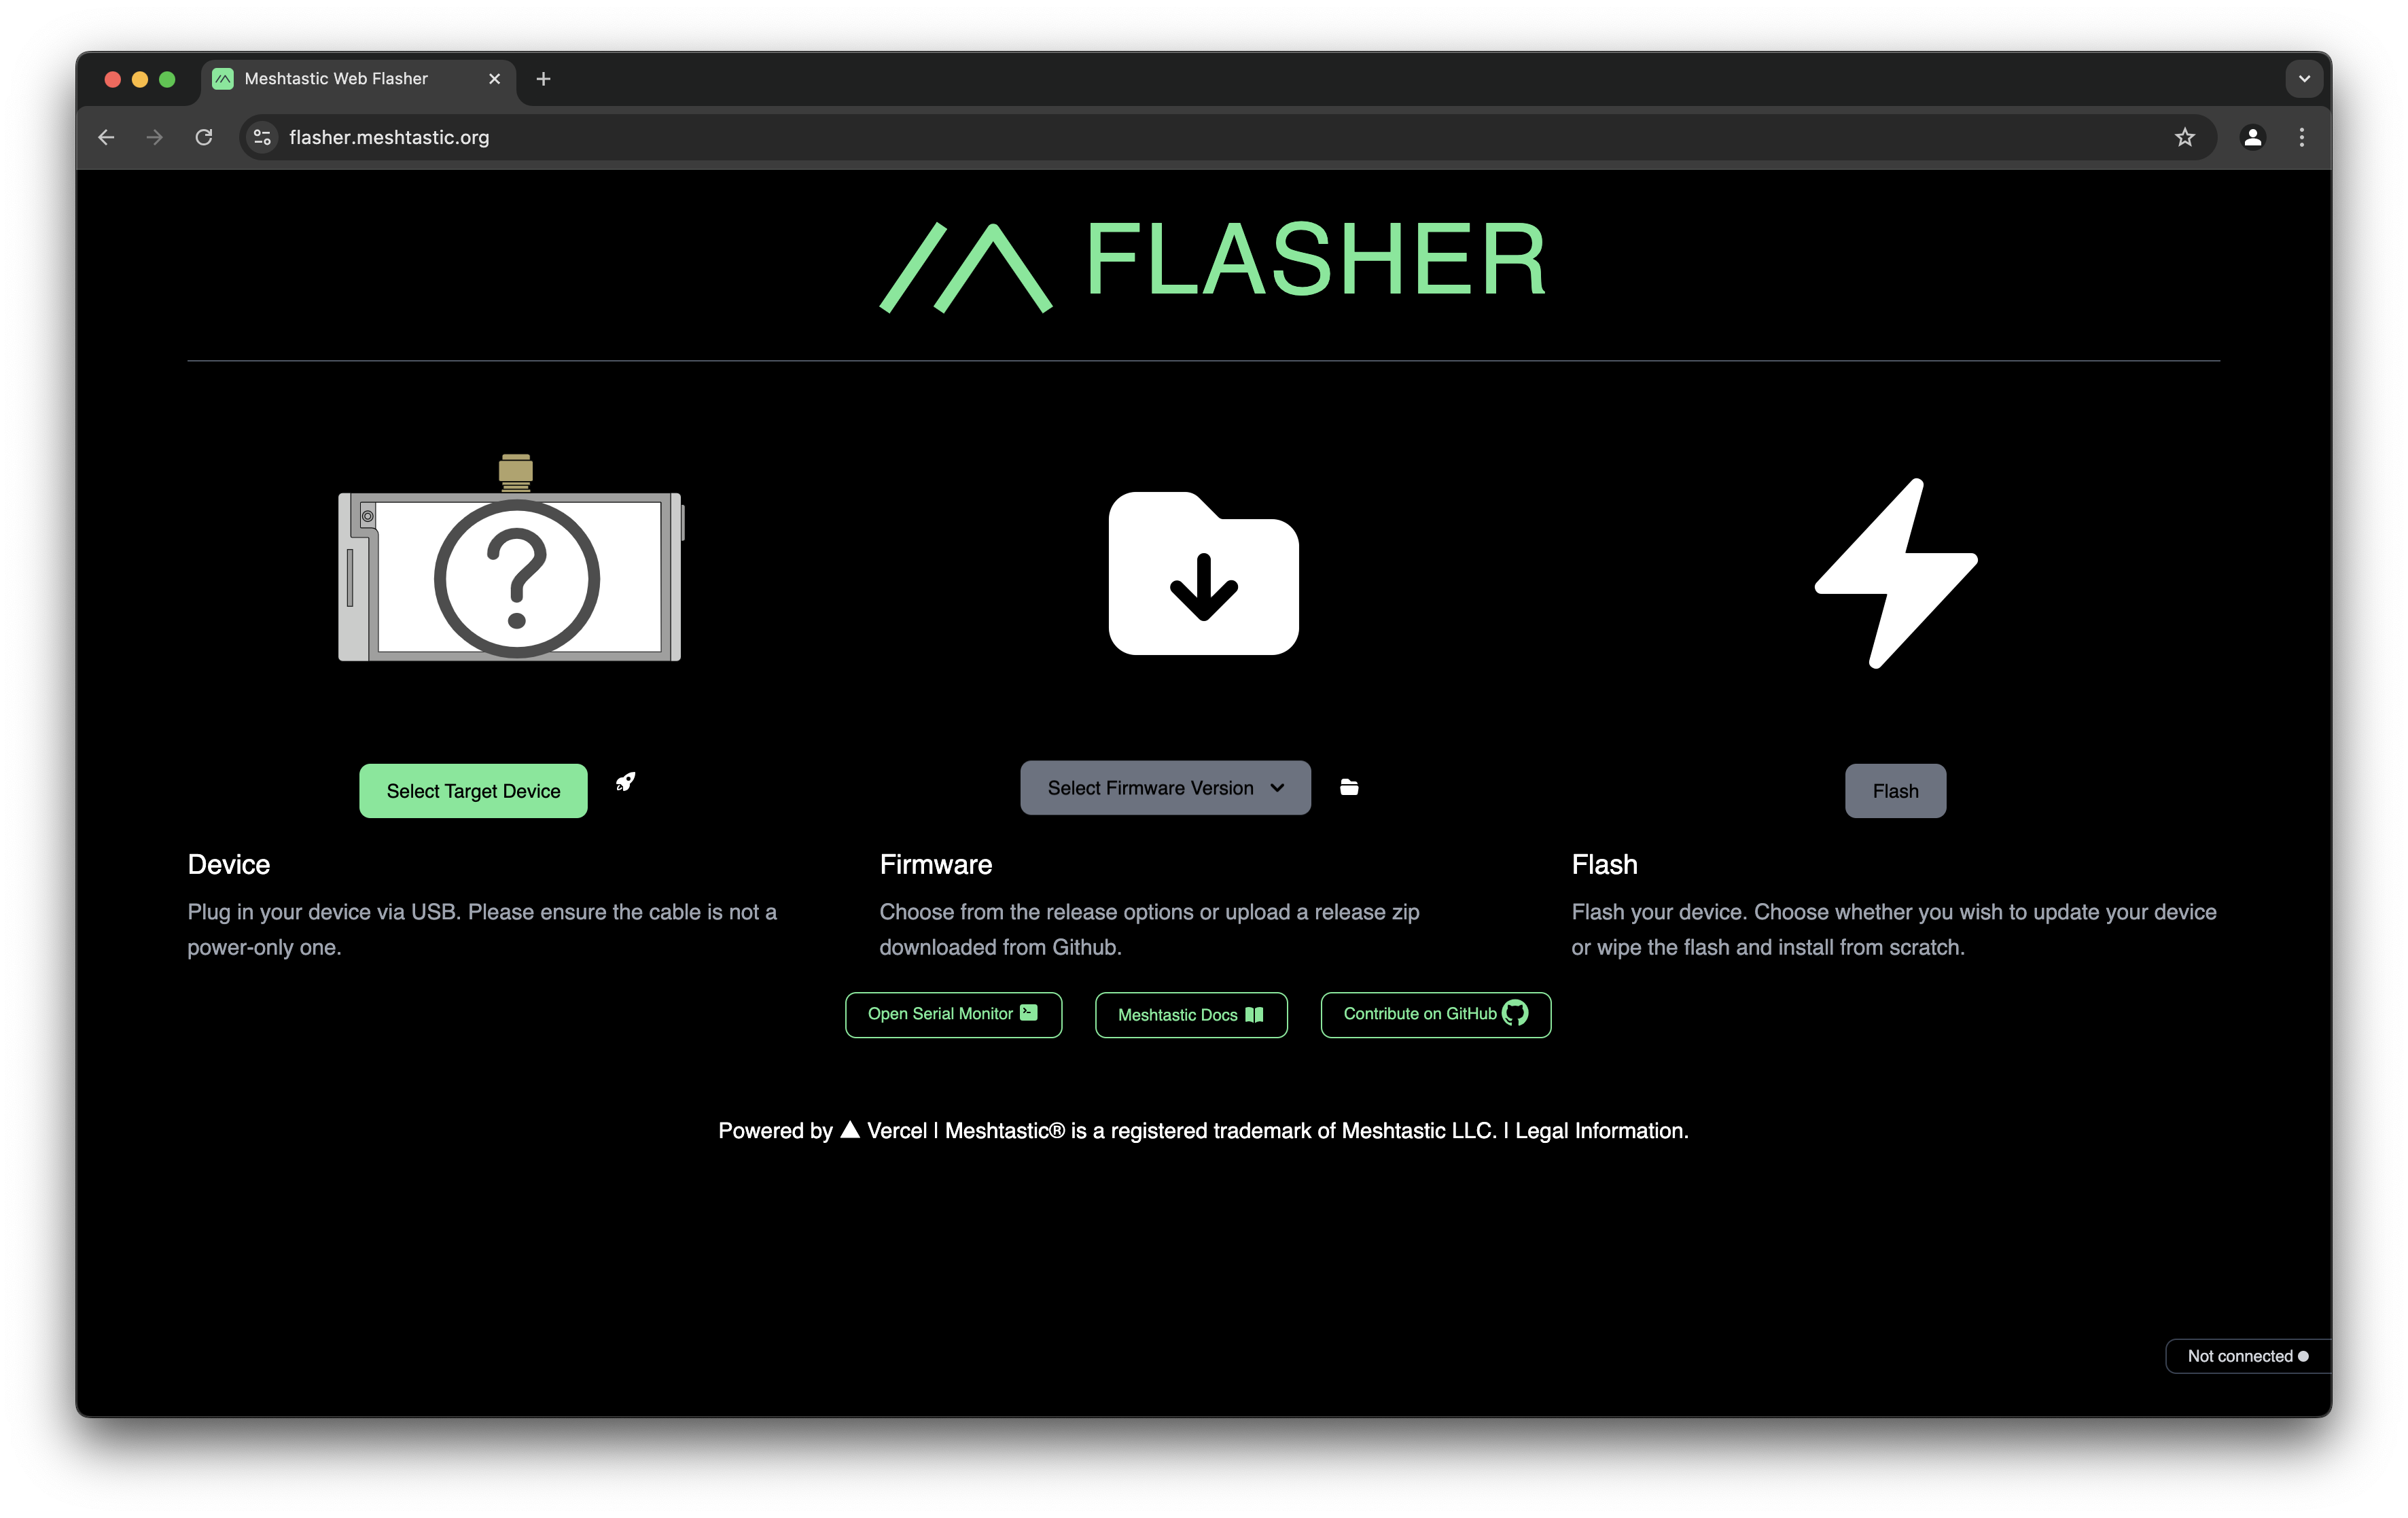 Meshtastic Web Flasher
flasher.meshtastic.org
FLASHER
Select Target Device
Select Firmware Version
Flash
Device
Plug in your device via USB. Please ensure the cable is not a
power-only one.
Firmware
Choose from the release options or upload a release zip
downloaded from Github.
Flash
Flash your device. Choose whether you wish to update your device
or wipe the flash and install from scratch.
Open Serial Monitor
Meshtastic Docs
Contribute on GitHub
Powered by ▲ Vercel | Meshtastic® is a registered trademark of Meshtastic LLC. | Legal Information.
Not connected